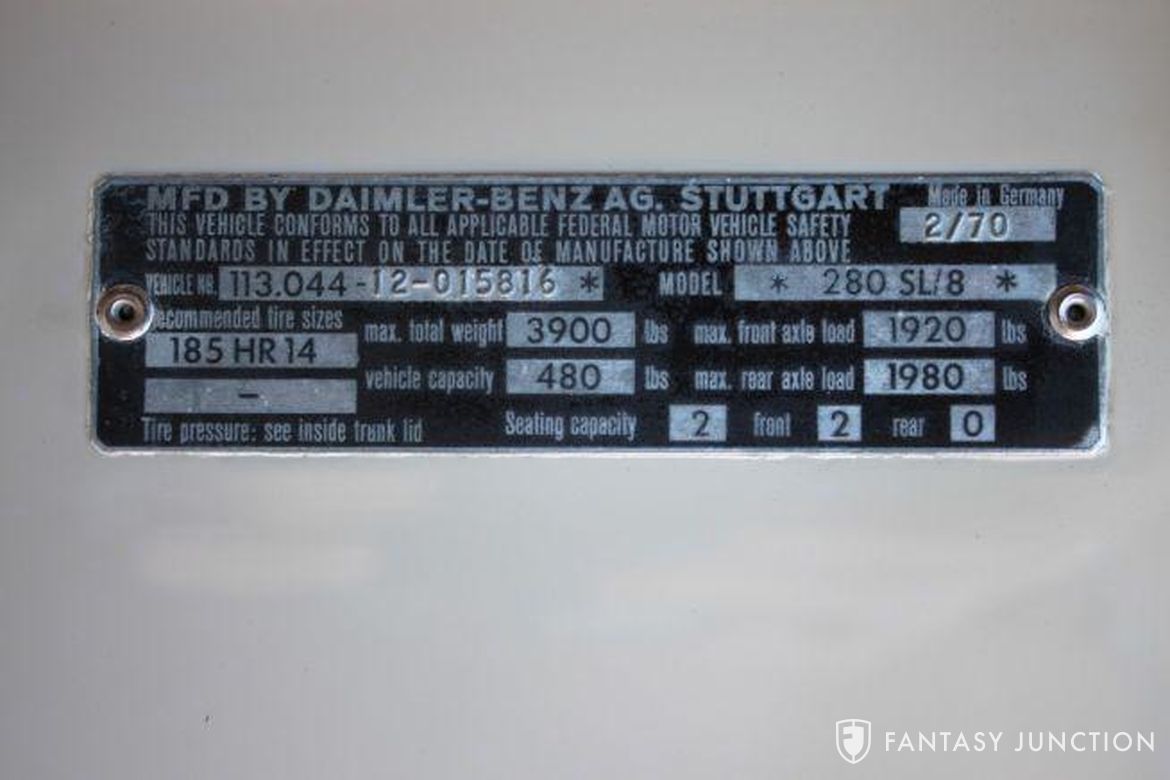 MFD BY DAIMLER-BENZ AG. STUTTGART Made in Germany
THIS VEHICLE CONFORMS TO ALL APPLICABLE FEDERAL MOTOR VEHICLE SAFETY 2/70
STANDARDS IN EFFECT ON THE DATE OF MANUFACTURE SHOWN ABOVE
VEHICLE NO. 113.044-12-015816 * MODEL * 280 SL/8 *
Recommended tire sizes max. total weight 3900 lbs max. front axle load 1920 lbs
185 HR 14
vehicle capacity 480 lbs max. rear axle load 1980 lbs
-
Tire pressure: see inside trunk lid Seating capacity 2 front 2 rear 0
FANTASY JUNCTION